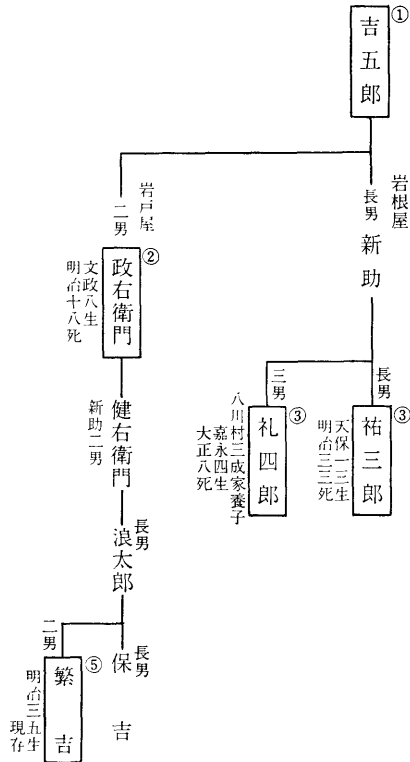 ①
吉五郎
岩根屋
長男
新助
長男
③
祐三郎
天保一三生
明治三三死
三男
③
礼四郎
八川村三成家養子
嘉永四生
大正八死
岩戸屋
二男
②
政右衛門
文政八生
明治十八死
健右衛門
新助二男
長男
浪太郎
長男
保吉
二男
⑤
繁吉
明治三五生
現存